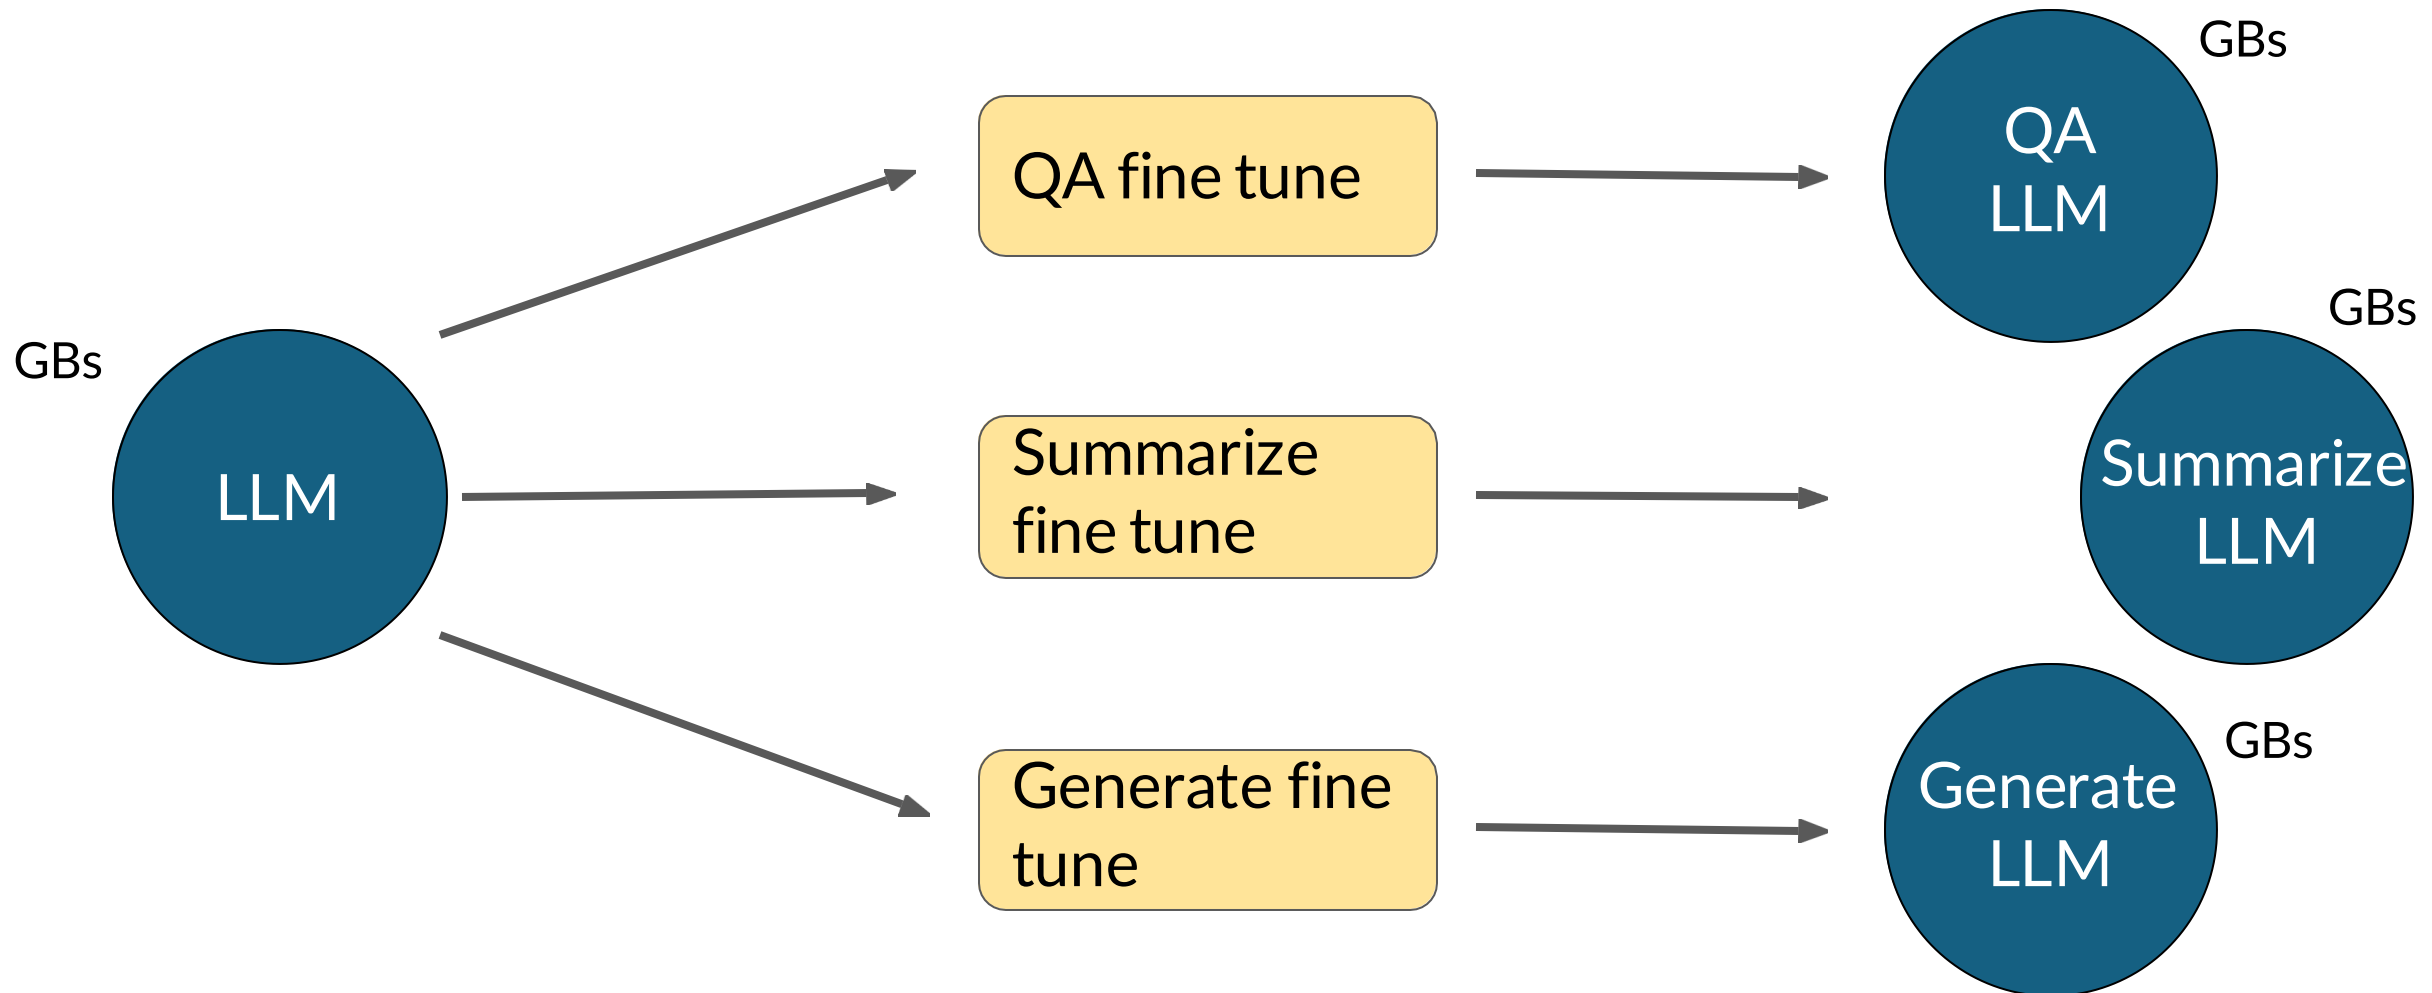 GBs
LLM
QA fine tune
Summarize
fine tune
Generate fine
tune
GBs
QA
LLM
GBs
Summarize
LLM
GBs
Generate
LLM